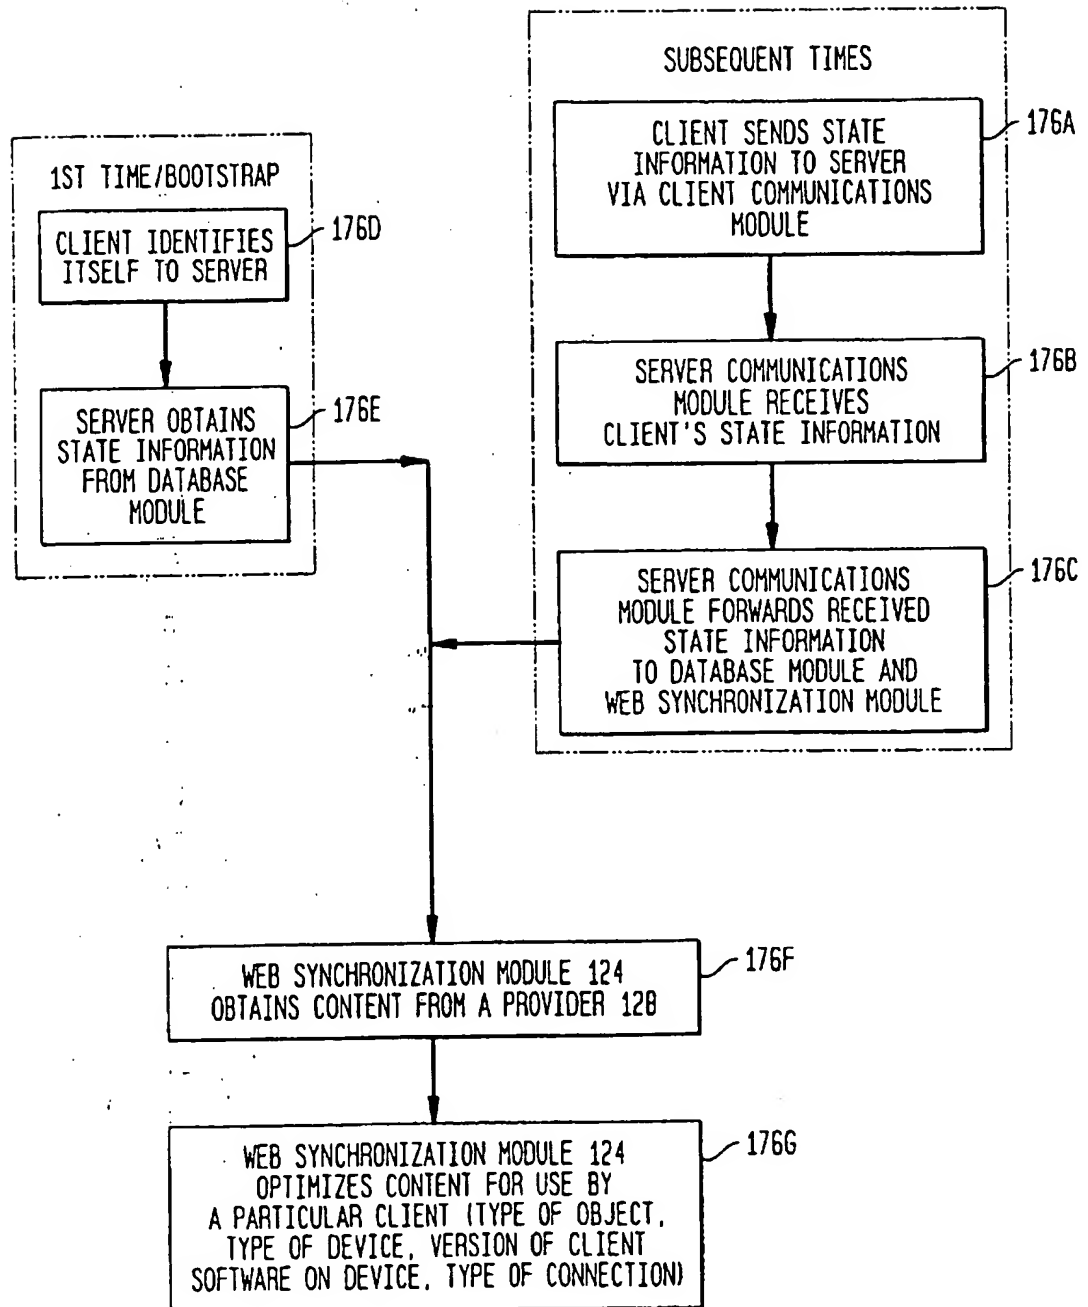 SUBSEQUENT TIMES
CLIENT SENDS STATE
INFORMATION TO SERVER
VIA CLIENT COMMUNICATIONS
MODULE
176A
SERVER COMMUNICATIONS
MODULE RECEIVES
CLIENT'S STATE INFORMATION
176B
SERVER COMMUNICATIONS
MODULE FORWARDS RECEIVED
STATE INFORMATION
TO DATABASE MODULE AND
WEB SYNCHRONIZATION MODULE
176C
1ST TIME/BOOTSTRAP
CLIENT IDENTIFIES
ITSELF TO SERVER
176D
SERVER OBTAINS
STATE INFORMATION
FROM DATABASE
MODULE
176E
WEB SYNCHRONIZATION MODULE 124
OBTAINS CONTENT FROM A PROVIDER 128
176F
WEB SYNCHRONIZATION MODULE 124
OPTIMIZES CONTENT FOR USE BY
A PARTICULAR CLIENT (TYPE OF OBJECT,
TYPE OF DEVICE, VERSION OF CLIENT
SOFTWARE ON DEVICE, TYPE OF CONNECTION)
176G